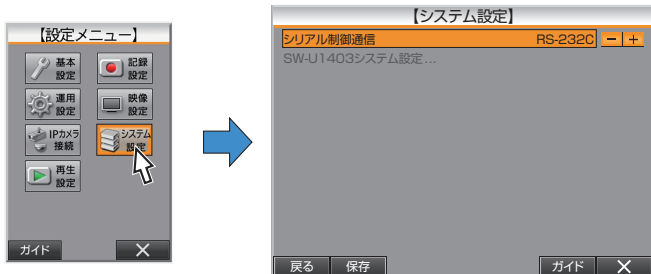 【設定メニュー】
基本
設定
記録
設定
運用
設定
映像
設定
IPカメラ
接続
システム
設定
再生
設定
ガイド
×
【システム設定】
シリアル制御通信 RS-232C － ＋
SW-U1403システム設定...
戻る 保存 ガイド ×